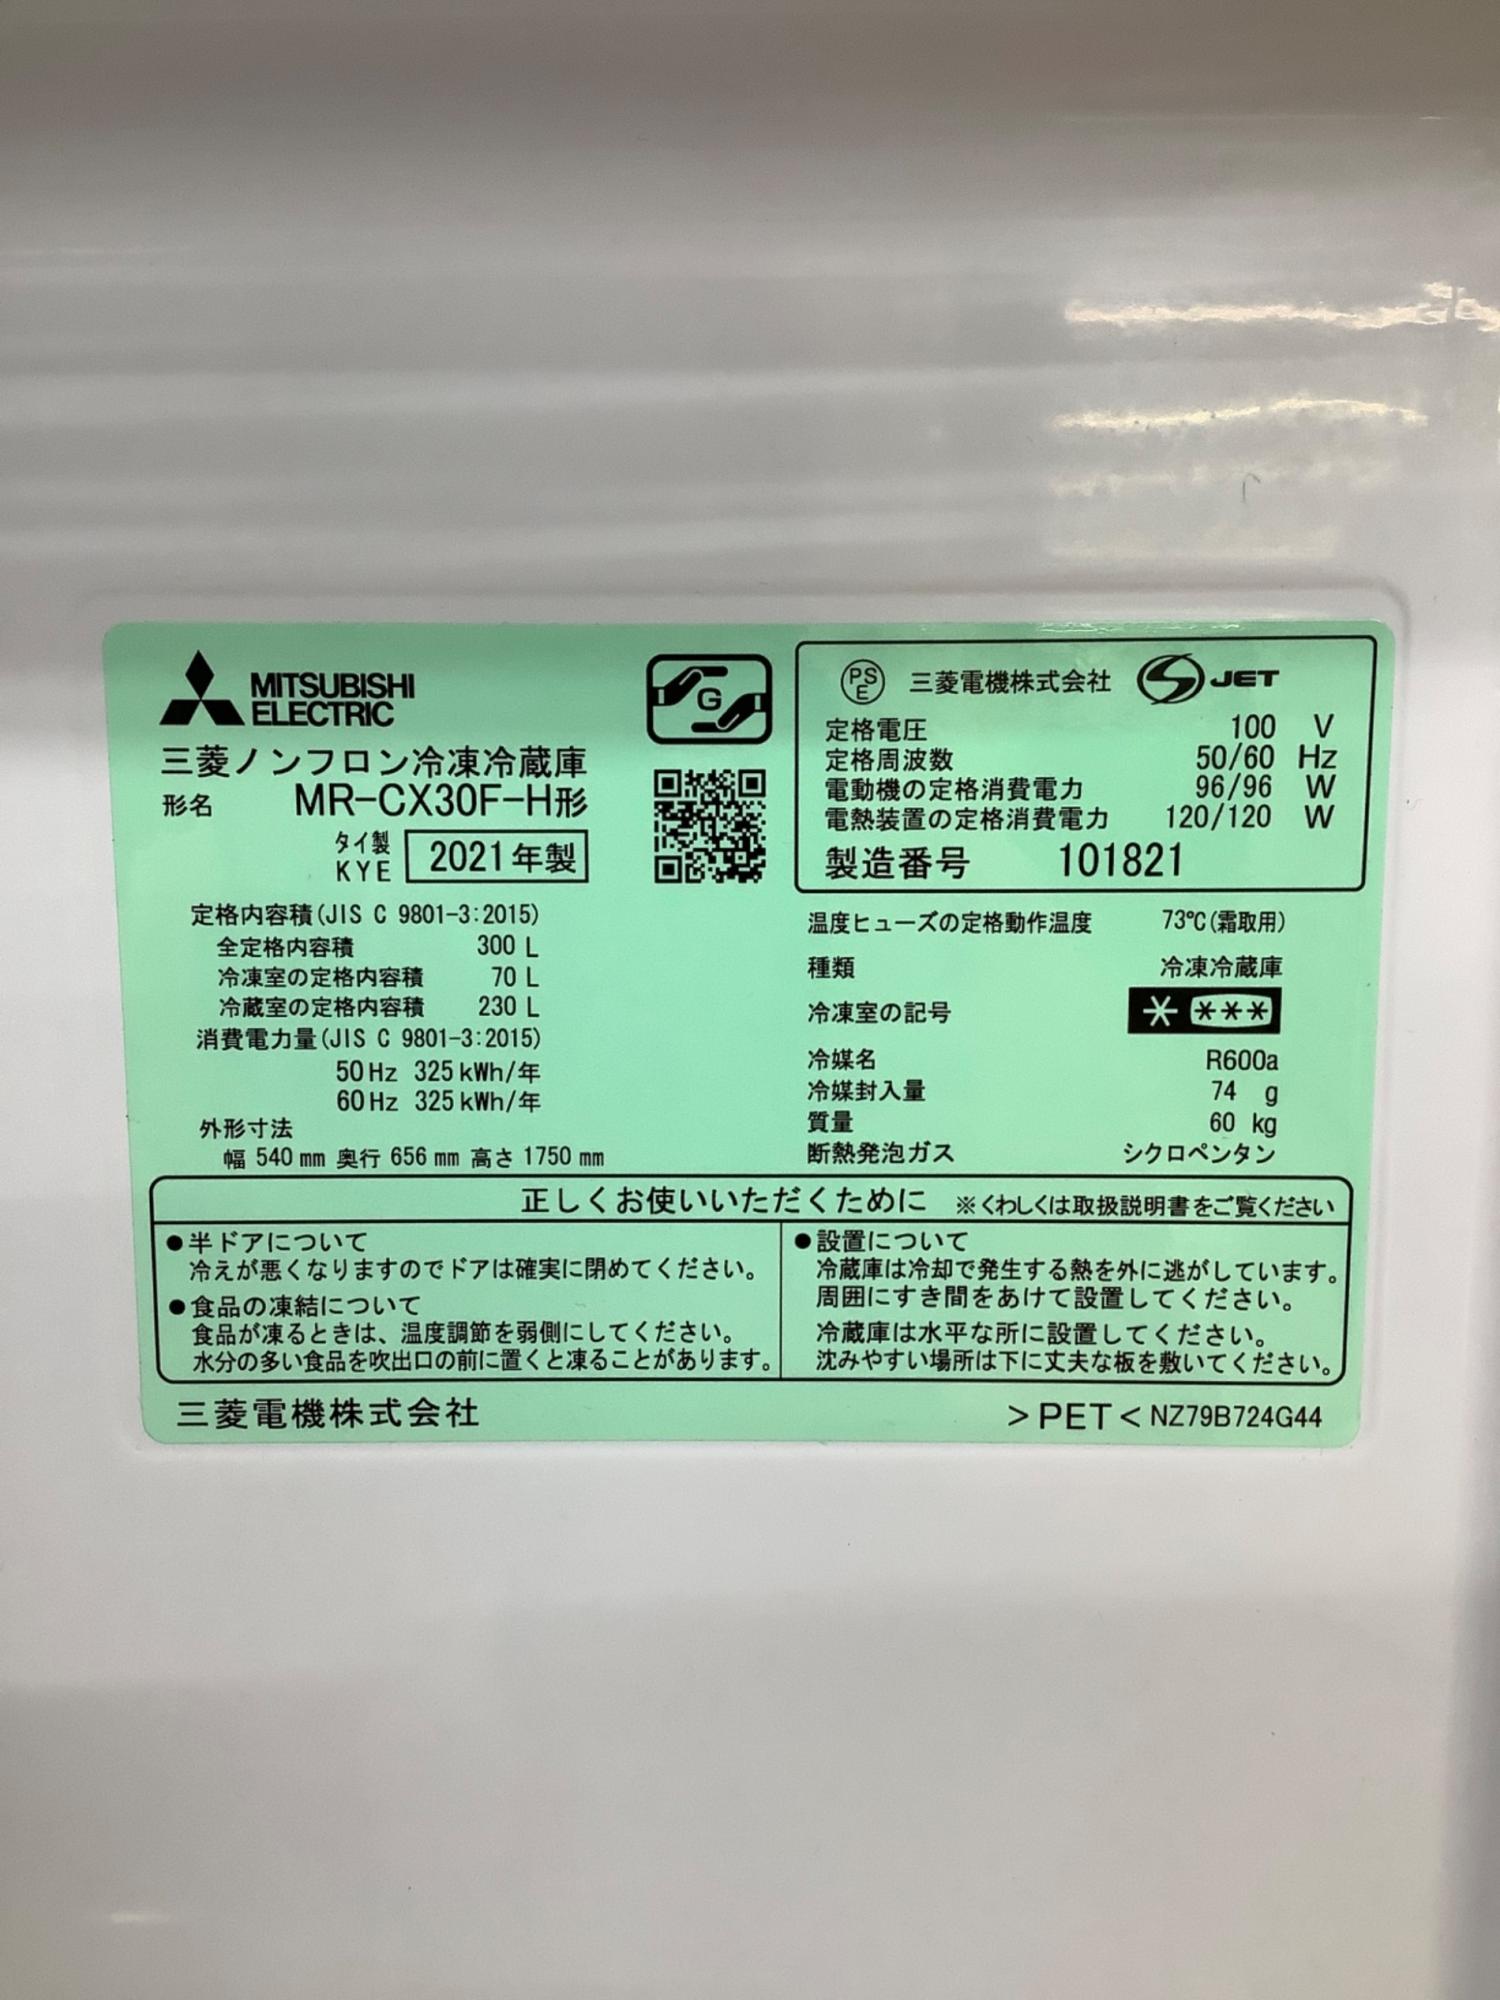 MITSUBISHI
ELECTRIC
三菱ノンフロン冷凍冷蔵庫
形名 MR-CX30F-H形
タイ製
KYE
2021年製
G
定格内容積(JIS C 9801-3:2015)
全定格内容積 300 L
冷凍室の定格内容積 70 L
冷蔵室の定格内容積 230 L
消費電力量(JIS C 9801-3:2015)
50Hz 325kWh/年
60Hz 325kWh/年
外形寸法
幅 540mm 奥行 656mm 高さ 1750mm
PS
E
三菱電機株式会社 JET
定格電圧 100 V
定格周波数 50/60 Hz
電動機の定格消費電力 96/96 W
電熱装置の定格消費電力 120/120 W
製造番号 101821
温度ヒューズの定格動作温度 73℃(霜取用)
種類 冷凍冷蔵庫
冷凍室の記号 * ***
冷媒名 R600a
冷媒封入量 74 g
質量 60 kg
断熱発泡ガス シクロペンタン
正しくお使いいただくために ※くわしくは取扱説明書をご覧ください
●半ドアについて
冷えが悪くなりますのでドアは確実に閉めてください。
●食品の凍結について
食品が凍るときは、温度調節を弱側にしてください。
水分の多い食品を吹出口の前に置くと凍ることがあります。
●設置について
冷蔵庫は冷却で発生する熱を外に逃がしています。
周囲にすき間をあけて設置してください。
冷蔵庫は水平な所に設置してください。
沈みやすい場所は下に丈夫な板を敷いてください。
三菱電機株式会社
>PET< NZ79B724G44